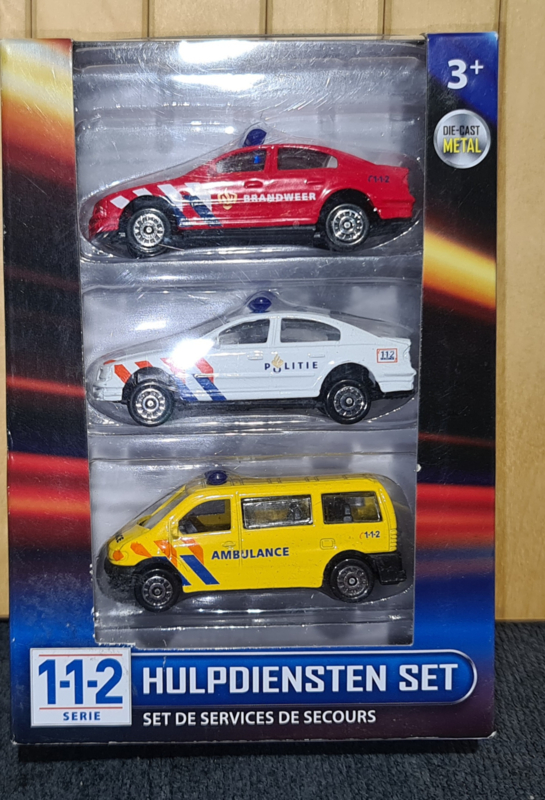 3+
DIE-CAST
METAL
BRANDWEER
112
POLITIE
112
AMBULANCE
1-1-2
1-1-2
SERIE
HULPDIENSTEN SET
SET DE SERVICES DE SECOURS